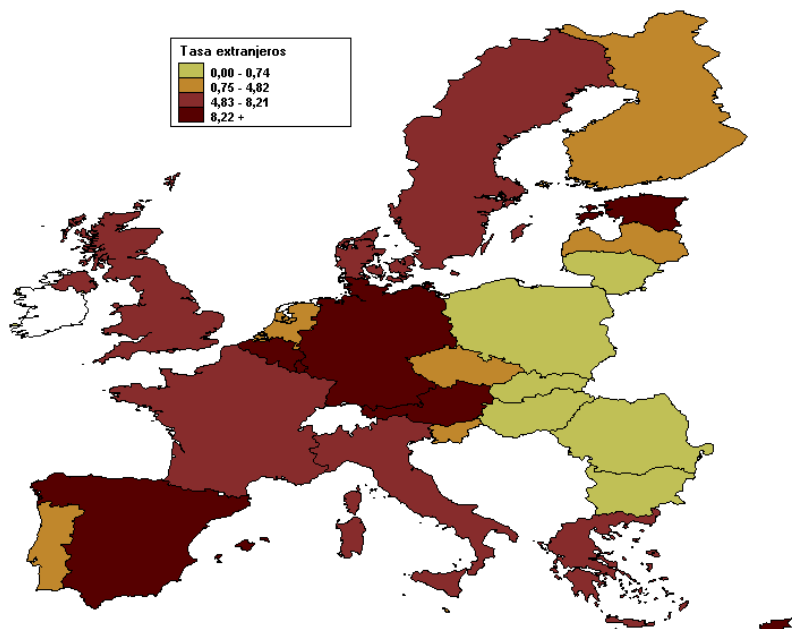 Tasa extranjeros
0,00 - 0,74
0,75 - 4,82
4,83 - 8,21
8,22 +